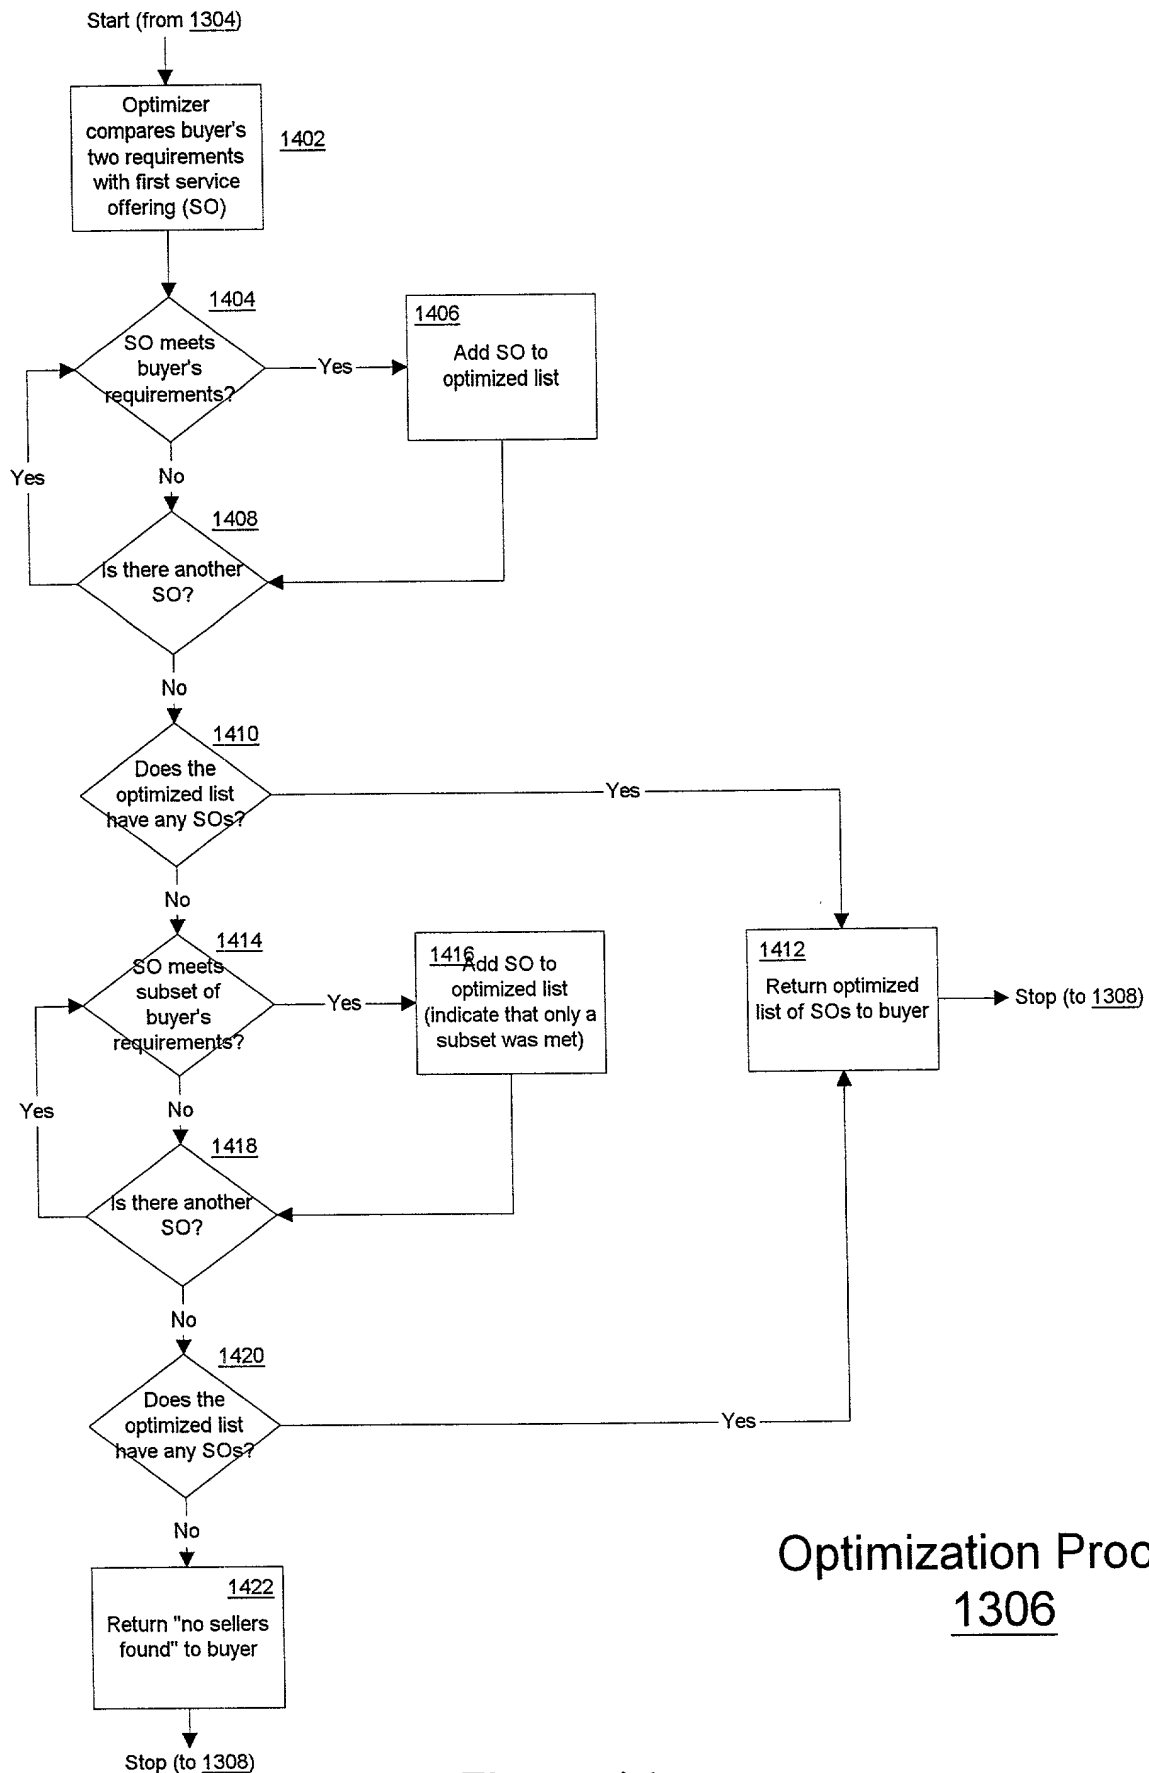 Start (from 1304)
Optimizer
compares buyer's
two requirements
with first service
offering (SO)
1402
1404
SO meets
buyer's
requirements?
Yes
1406
Add SO to
optimized list
No
Yes
1408
Is there another
SO?
No
1410
Does the
optimized list
have any SOs?
Yes
No
1414
SO meets
subset of
buyer's
requirements?
Yes
1416
Add SO to
optimized list
(indicate that only a
subset was met)
1412
Return optimized
list of SOs to buyer
Stop (to 1308)
No
Yes
1418
Is there another
SO?
No
1420
Does the
optimized list
have any SOs?
Yes
No
1422
Return "no sellers
found" to buyer
Stop (to 1308)
Optimization Proc
1306